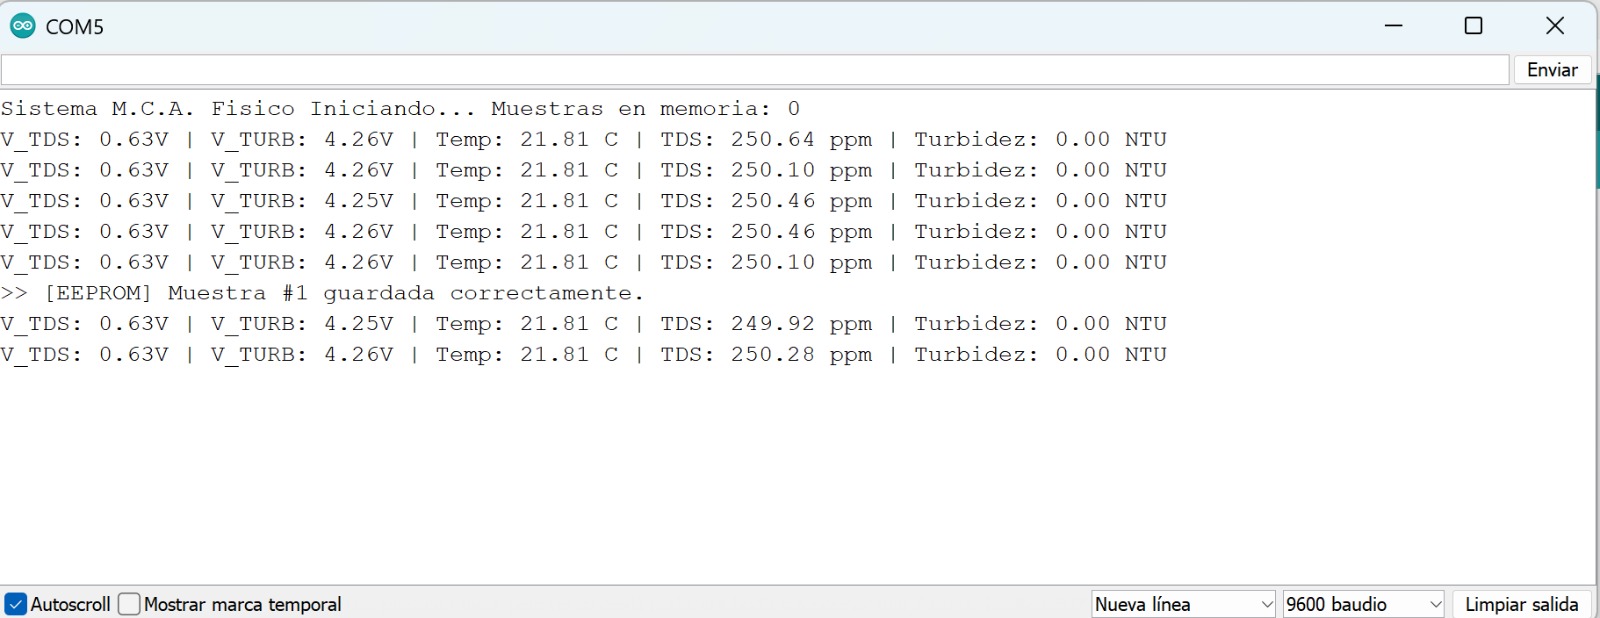 COM5
Enviar
Sistema M.C.A. Fisico Iniciando... Muestras en memoria: 0
V_TDS: 0.63V | V_TURB: 4.26V | Temp: 21.81 C | TDS: 250.64 ppm | Turbidez: 0.00 NTU
V_TDS: 0.63V | V_TURB: 4.26V | Temp: 21.81 C | TDS: 250.10 ppm | Turbidez: 0.00 NTU
V_TDS: 0.63V | V_TURB: 4.25V | Temp: 21.81 C | TDS: 250.46 ppm | Turbidez: 0.00 NTU
V_TDS: 0.63V | V_TURB: 4.26V | Temp: 21.81 C | TDS: 250.46 ppm | Turbidez: 0.00 NTU
V_TDS: 0.63V | V_TURB: 4.26V | Temp: 21.81 C | TDS: 250.10 ppm | Turbidez: 0.00 NTU
>> [EEPROM] Muestra #1 guardada correctamente.
V_TDS: 0.63V | V_TURB: 4.25V | Temp: 21.81 C | TDS: 249.92 ppm | Turbidez: 0.00 NTU
V_TDS: 0.63V | V_TURB: 4.26V | Temp: 21.81 C | TDS: 250.28 ppm | Turbidez: 0.00 NTU
Autoscroll Mostrar marca temporal Nueva línea 9600 baudio Limpiar salida